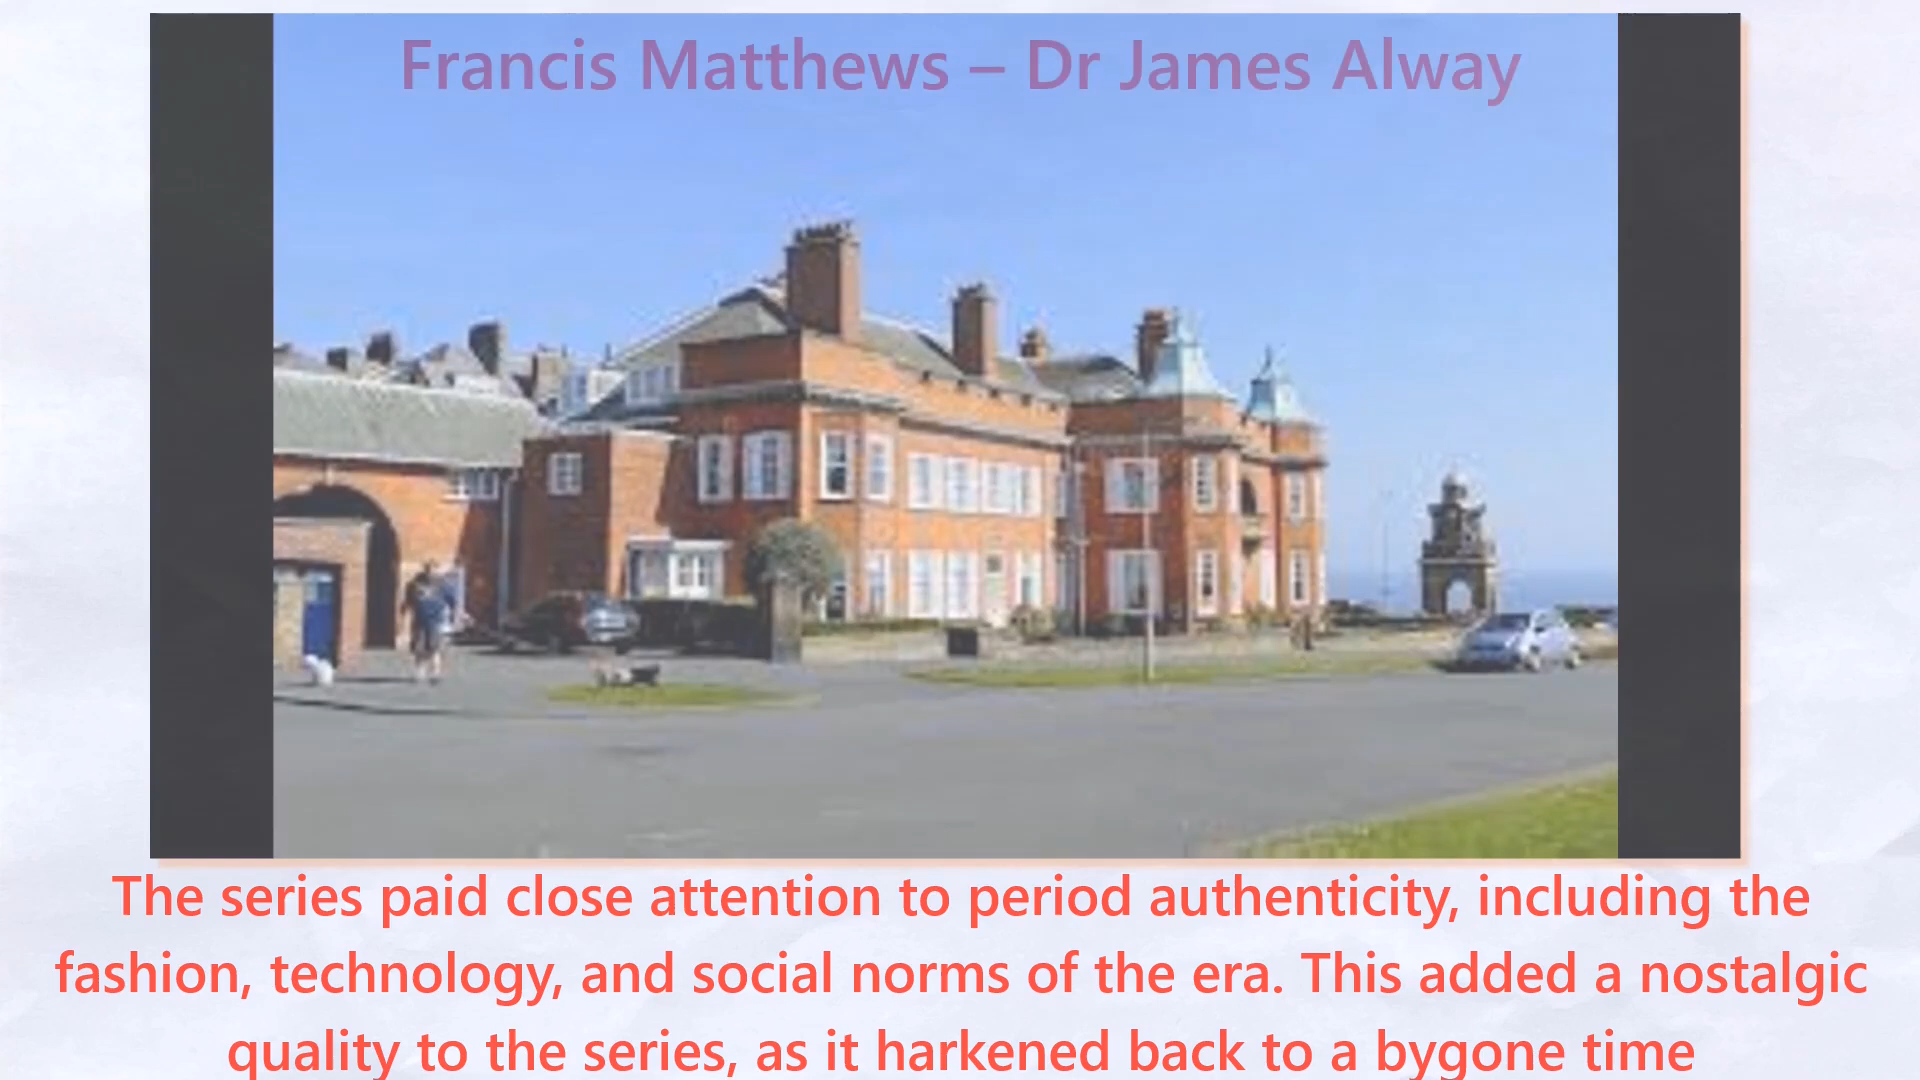 Francis Matthews – Dr James Alway
The series paid close attention to period authenticity, including the
fashion, technology, and social norms of the era. This added a nostalgic
quality to the series, as it harkened back to a bygone time